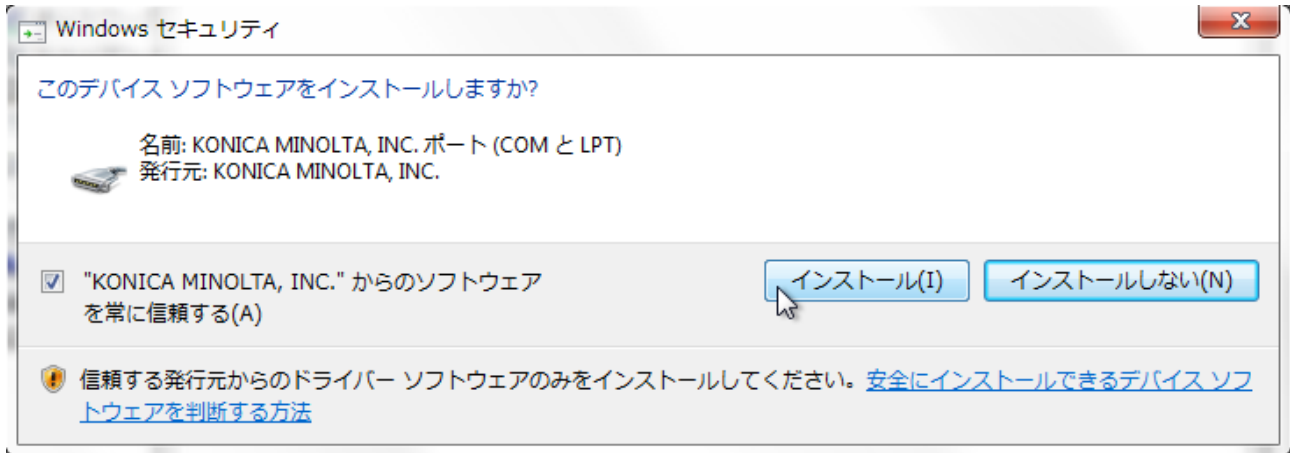 Windows セキュリティ
このデバイス ソフトウェアをインストールしますか?
名前: KONICA MINOLTA, INC. ポート (COM と LPT)
発行元: KONICA MINOLTA, INC.
"KONICA MINOLTA, INC." からのソフトウェア
を常に信頼する(A)
インストール(I)
インストールしない(N)
信頼する発行元からのドライバー ソフトウェアのみをインストールしてください。安全にインストールできるデバイス ソフ
トウェアを判断する方法